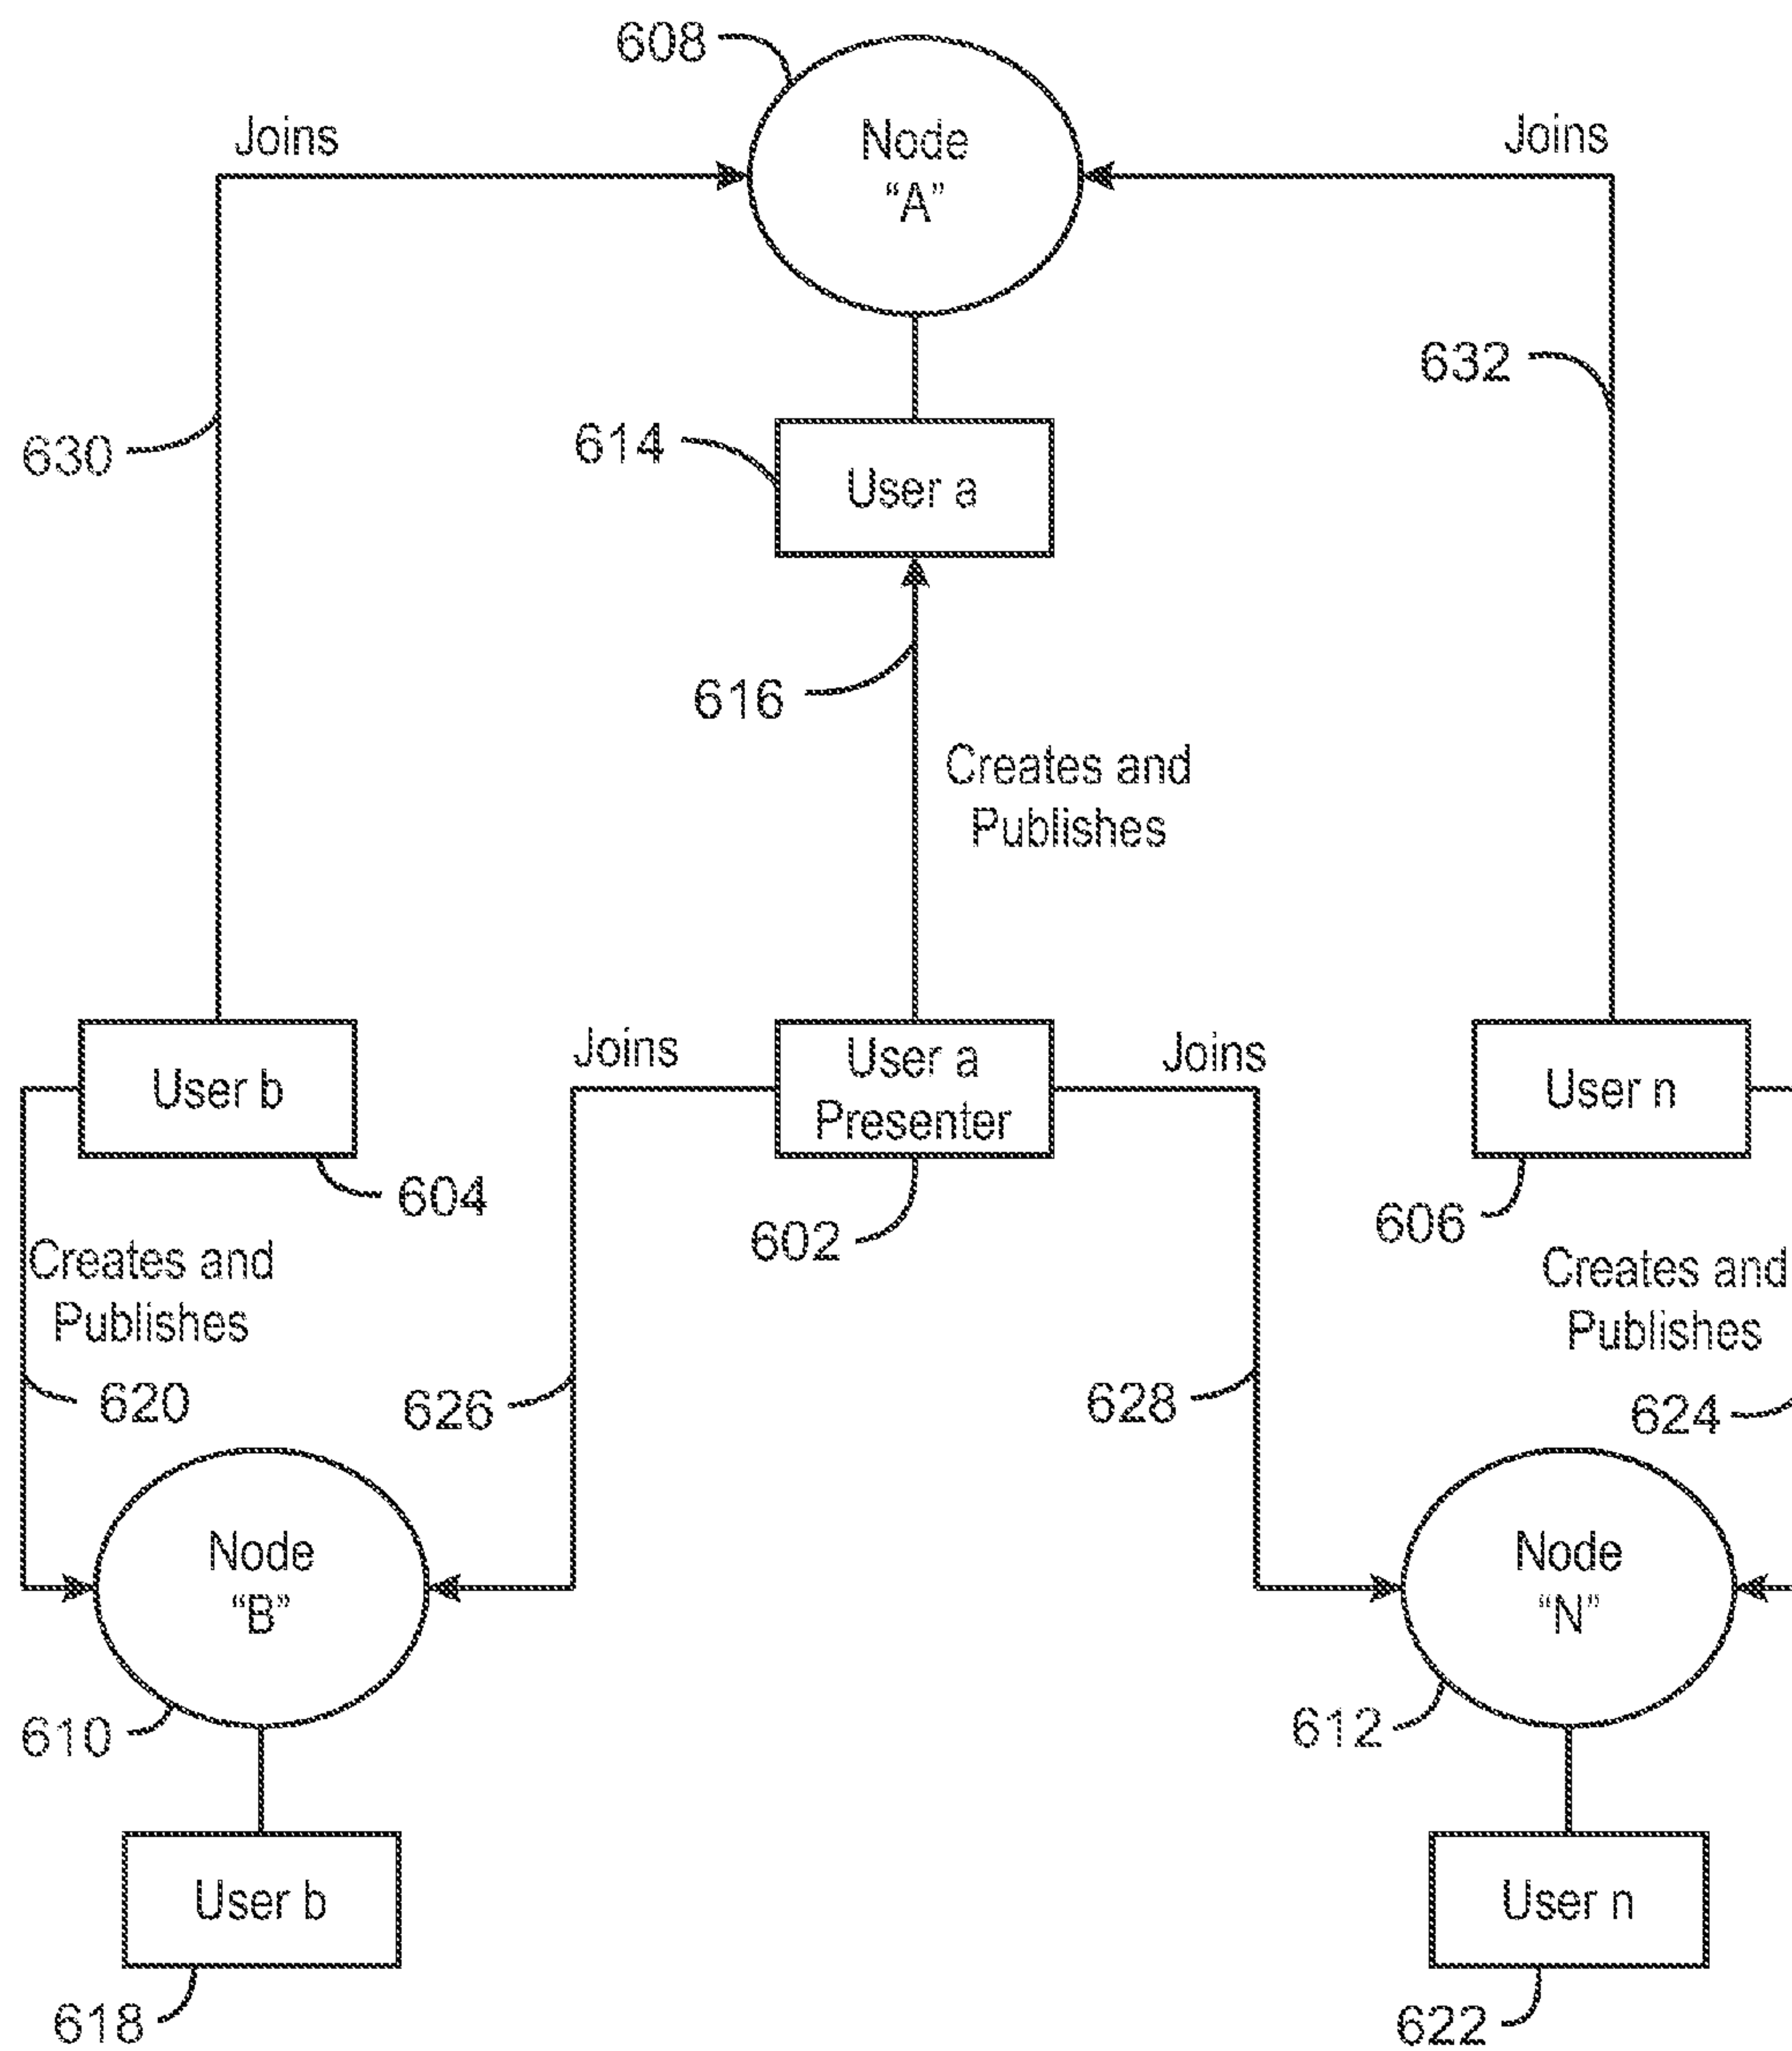 608
Joins
Node
“A”
Joins
632
630
614
User a
616
Creates and
Publishes
User b
Joins
User a
Presenter
Joins
User n
604
602
606
Creates and
Publishes
Creates and
Publishes
620
626
628
624
Node
“B”
Node
“N”
610
612
User b
User n
618
622